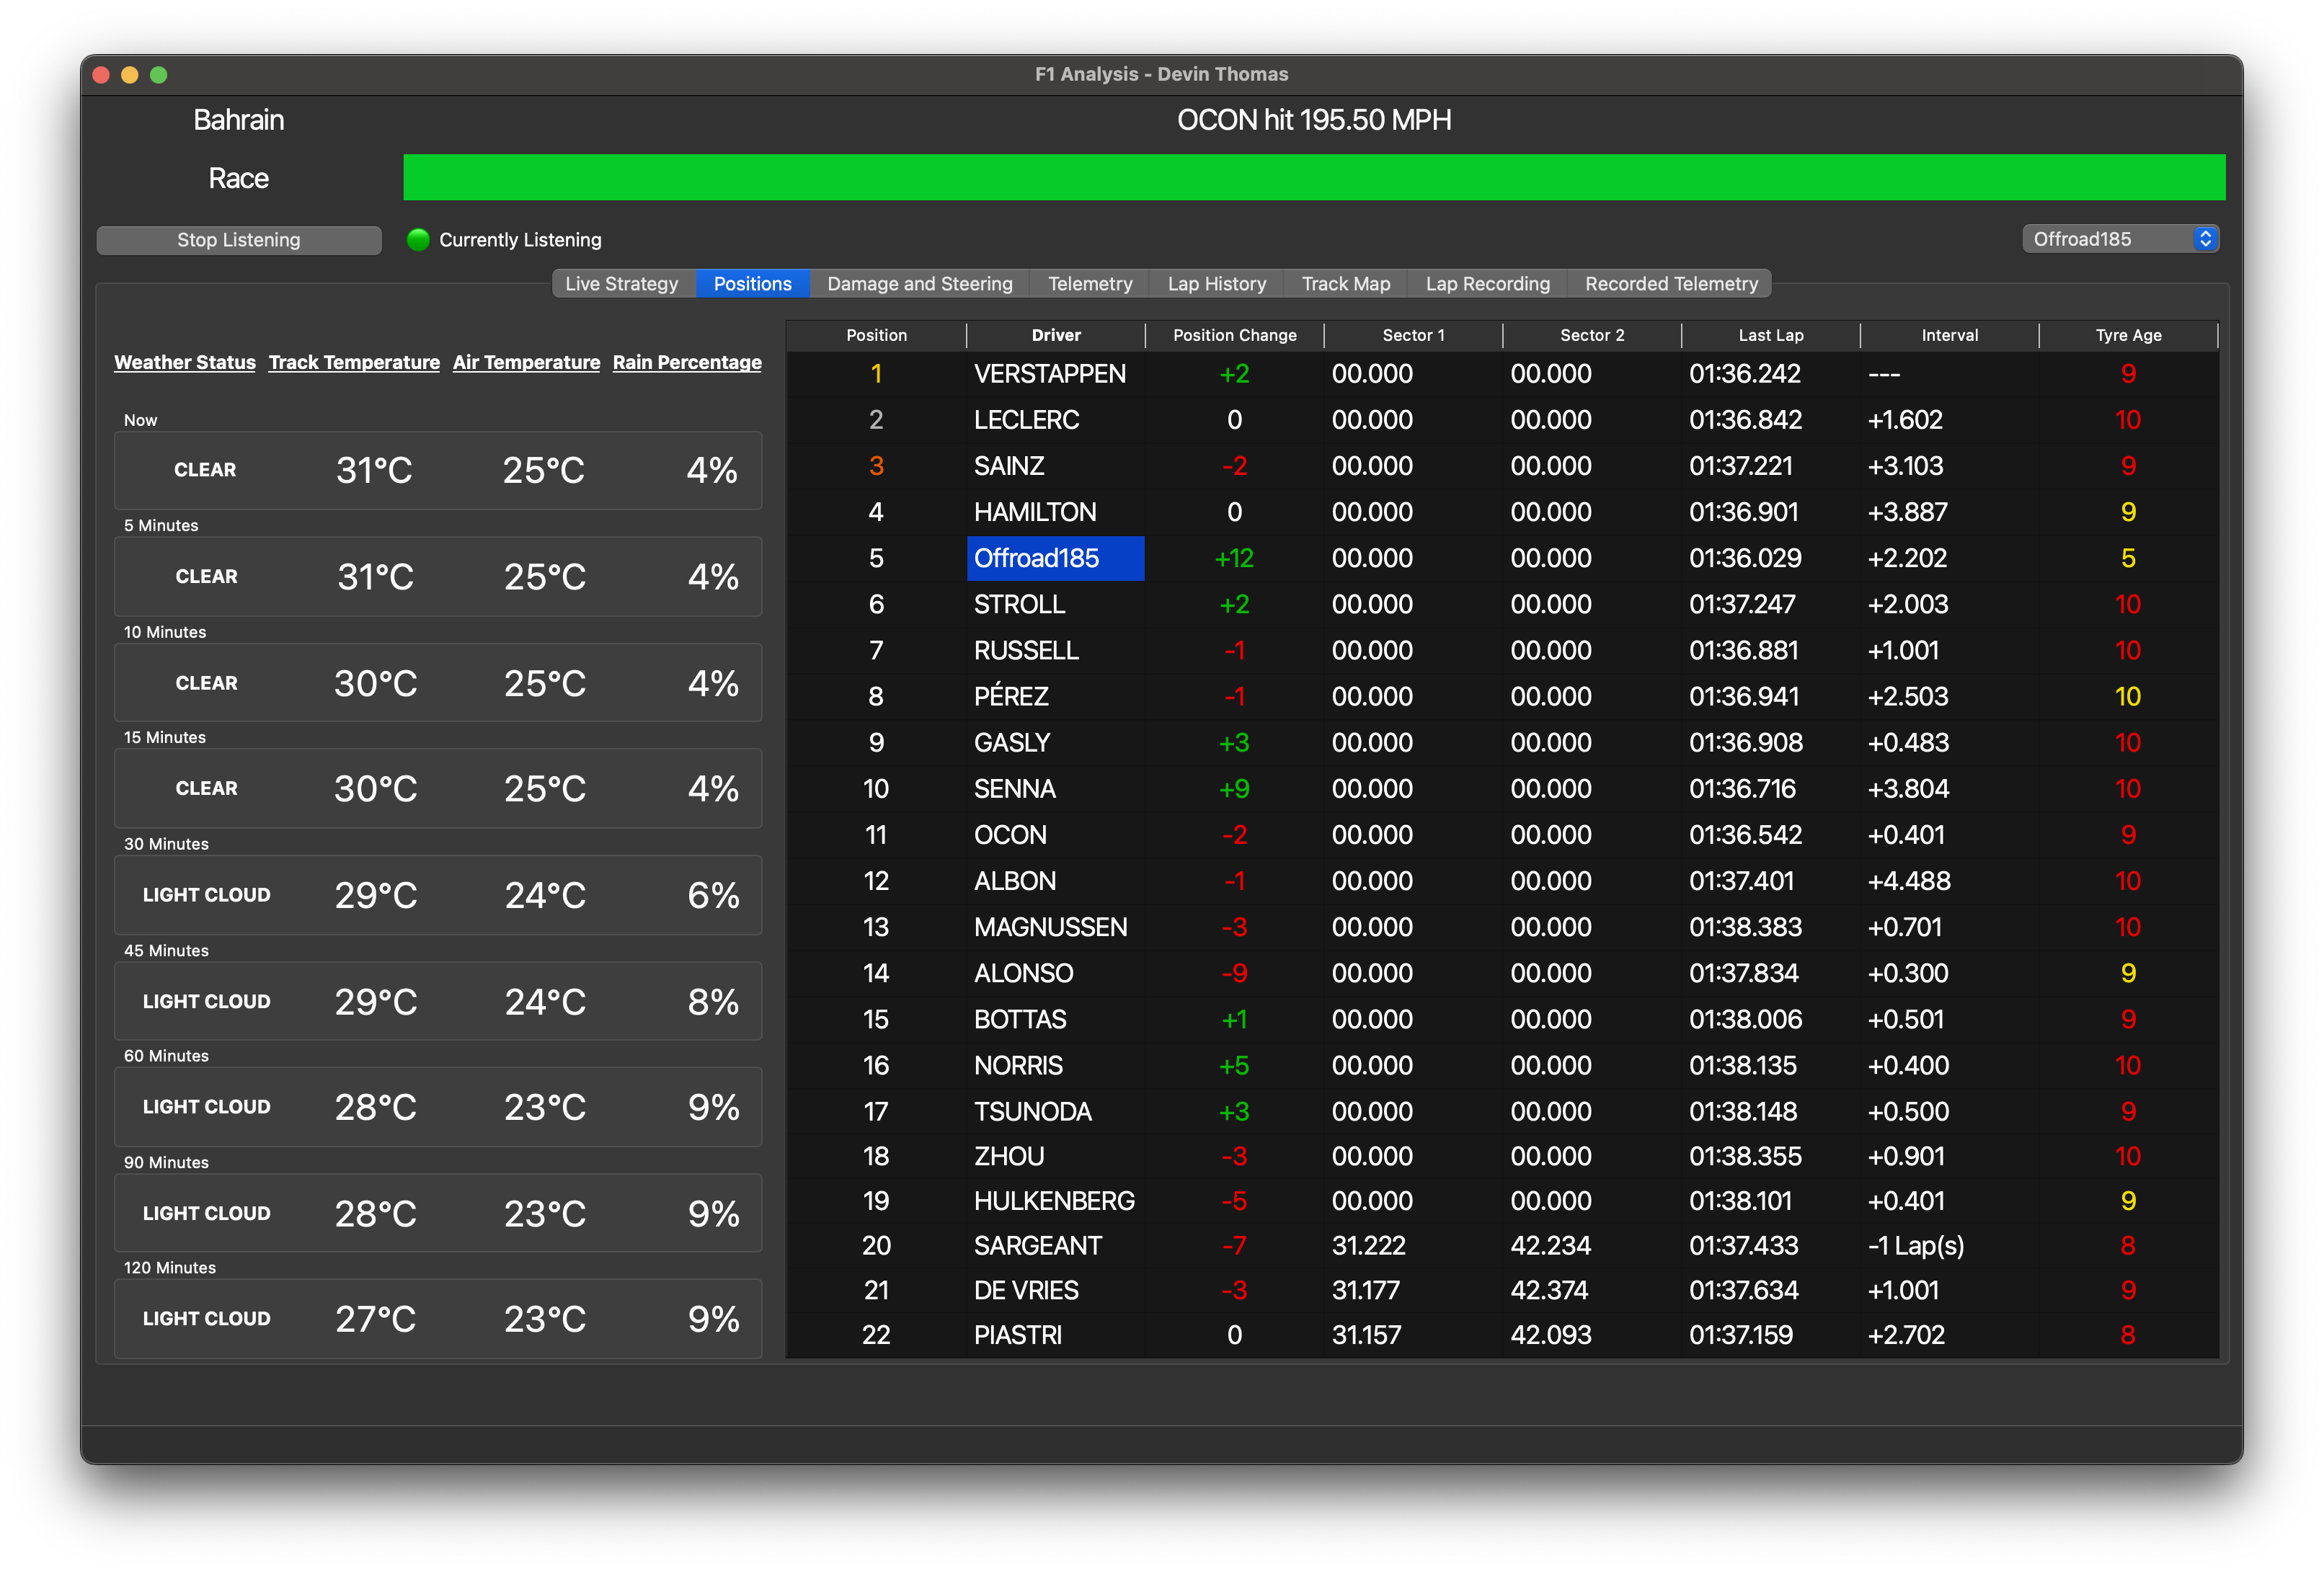 F1 Analysis - Devin Thomas
Bahrain
OCON hit 195.50 MPH
Race
Stop Listening
Currently Listening
Offroad185
Live Strategy Positions Damage and Steering Telemetry Lap History Track Map Lap Recording Recorded Telemetry
Weather Status Track Temperature Air Temperature Rain Percentage
Now
CLEAR 31°C 25°C 4%
5 Minutes
CLEAR 31°C 25°C 4%
10 Minutes
CLEAR 30°C 25°C 4%
15 Minutes
CLEAR 30°C 25°C 4%
30 Minutes
LIGHT CLOUD 29°C 24°C 6%
45 Minutes
LIGHT CLOUD 29°C 24°C 8%
60 Minutes
LIGHT CLOUD 28°C 23°C 9%
90 Minutes
LIGHT CLOUD 28°C 23°C 9%
120 Minutes
LIGHT CLOUD 27°C 23°C 9%
Position Driver Position Change Sector 1 Sector 2 Last Lap Interval Tyre Age
1 VERSTAPPEN +2 00.000 00.000 01:36.242 --- 9
2 LECLERC 0 00.000 00.000 01:36.842 +1.602 10
3 SAINZ -2 00.000 00.000 01:37.221 +3.103 9
4 HAMILTON 0 00.000 00.000 01:36.901 +3.887 9
5 Offroad185 +12 00.000 00.000 01:36.029 +2.202 5
6 STROLL +2 00.000 00.000 01:37.247 +2.003 10
7 RUSSELL -1 00.000 00.000 01:36.881 +1.001 10
8 PÉREZ -1 00.000 00.000 01:36.941 +2.503 10
9 GASLY +3 00.000 00.000 01:36.908 +0.483 10
10 SENNA +9 00.000 00.000 01:36.716 +3.804 10
11 OCON -2 00.000 00.000 01:36.542 +0.401 9
12 ALBON -1 00.000 00.000 01:37.401 +4.488 10
13 MAGNUSSEN -3 00.000 00.000 01:38.383 +0.701 10
14 ALONSO -9 00.000 00.000 01:37.834 +0.300 9
15 BOTTAS +1 00.000 00.000 01:38.006 +0.501 9
16 NORRIS +5 00.000 00.000 01:38.135 +0.400 10
17 TSUNODA +3 00.000 00.000 01:38.148 +0.500 9
18 ZHOU -3 00.000 00.000 01:38.355 +0.901 10
19 HULKENBERG -5 00.000 00.000 01:38.101 +0.401 9
20 SARGEANT -7 31.222 42.234 01:37.433 -1 Lap(s) 8
21 DE VRIES -3 31.177 42.374 01:37.634 +1.001 9
22 PIASTRI 0 31.157 42.093 01:37.159 +2.702 8